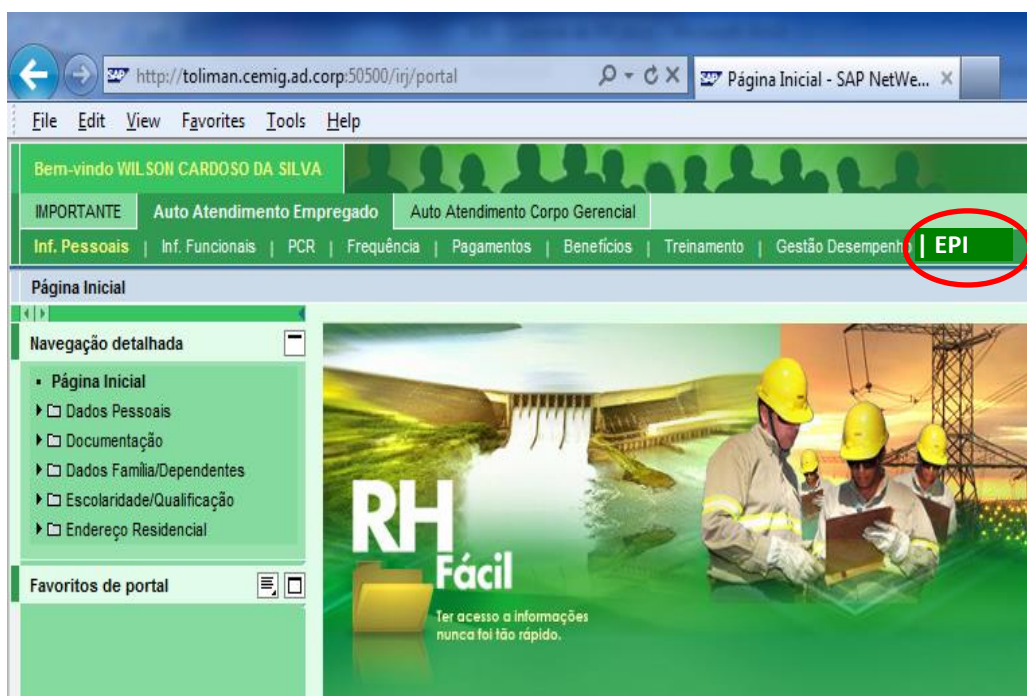 http://toliman.cemig.ad.corp:50500/irj/portal
Página Inicial - SAP NetWe...
File Edit View Favorites Tools Help
Bem-vindo WILSON CARDOSO DA SILVA
IMPORTANTE Auto Atendimento Empregado Auto Atendimento Corpo Gerencial
Inf. Pessoais | Inf. Funcionais | PCR | Frequência | Pagamentos | Benefícios | Treinamento | Gestão Desempenho | EPI
Página Inicial
Navegação detalhada
Página Inicial
Dados Pessoais
Documentação
Dados Família/Dependentes
Escolaridade/Qualificação
Endereço Residencial
Favoritos de portal
RH
Fácil
Ter acesso a informações
nunca foi tão rápido.